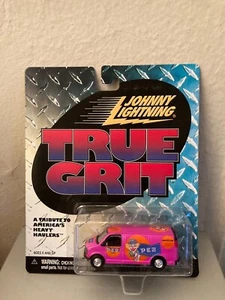 JOHNNY
LIGHTNING
TRUE
GRIT
A TRIBUTE TO
AMERICA'S
HEAVY
HAULERS
PEZ